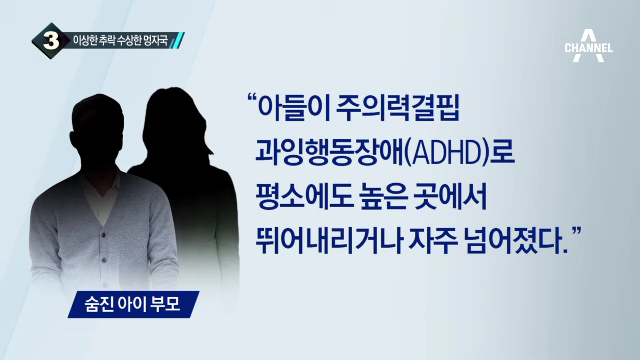 3
이상한 추락 수상한 멍자국
CHANNEL A
“아들이 주의력결핍
과잉행동장애(ADHD)로
평소에도 높은 곳에서
뛰어내리거나 자주 넘어졌다.”
숨진 아이 부모